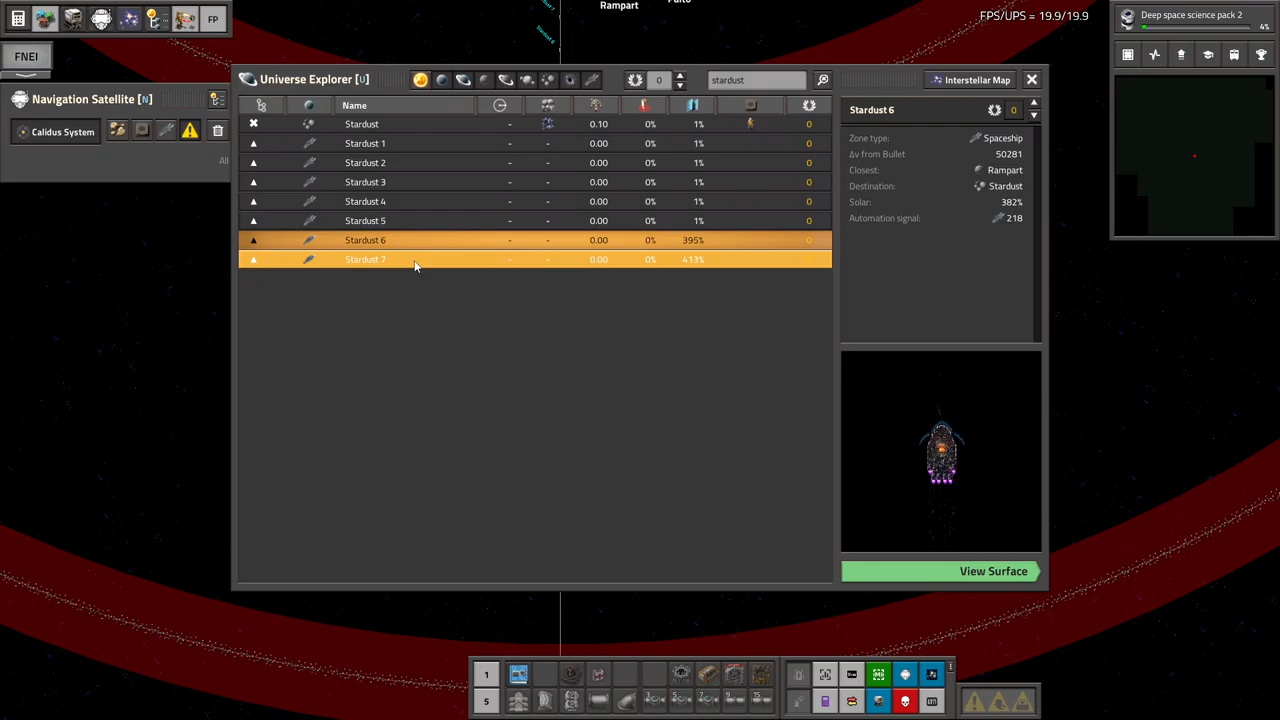 Rampart
FPS/UPS = 19.9/19.9
Deep space science pack 2
4%
FP
FNEI
Navigation Satellite [N]
Calidus System
All
Universe Explorer [U]
0
stardust
Interstellar Map
Name
Stardust - 0.10 0% 1% 0
Stardust 1 - - 0.00 0% 1% 0
Stardust 2 - - 0.00 0% 1% 0
Stardust 3 - - 0.00 0% 1% 0
Stardust 4 - - 0.00 0% 1% 0
Stardust 5 - - 0.00 0% 1% 0
Stardust 6 - - 0.00 0% 395% 0
Stardust 7 - - 0.00 0% 413%
Stardust 6
0
Zone type: Spaceship
Δv from Bullet 50281
Closest: Rampart
Destination: Stardust
Solar: 382%
Automation signal: 218
View Surface
1
5